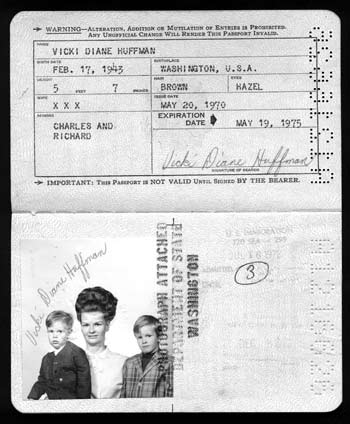 → WARNING—ALTERATION, ADDITION OR MUTILATION OF ENTRIES IS PROHIBITED.
ANY UNOFFICIAL CHANGE WILL RENDER THIS PASSPORT INVALID.
NAME
VICKI DIANE HUFFMAN
BIRTH DATE BIRTHPLACE
FEB. 17, 1943 WASHINGTON, U.S.A.
HEIGHT HAIR EYES
5 FEET 7 INCHES BROWN HAZEL
WIFE ISSUE DATE
X X X MAY 20, 1970
MINORS EXPIRATION DATE MAY 19, 1975
CHARLES AND
RICHARD
Vicki Diane Huffman
SIGNATURE OF BEARER
→ IMPORTANT: THIS PASSPORT IS NOT VALID UNTIL SIGNED BY THE BEARER.
Vicki Diane Huffman
PHOTOGRAPH ATTACHED
DEPARTMENT OF STATE
WASHINGTON
U.S. IMMIGRATION
3